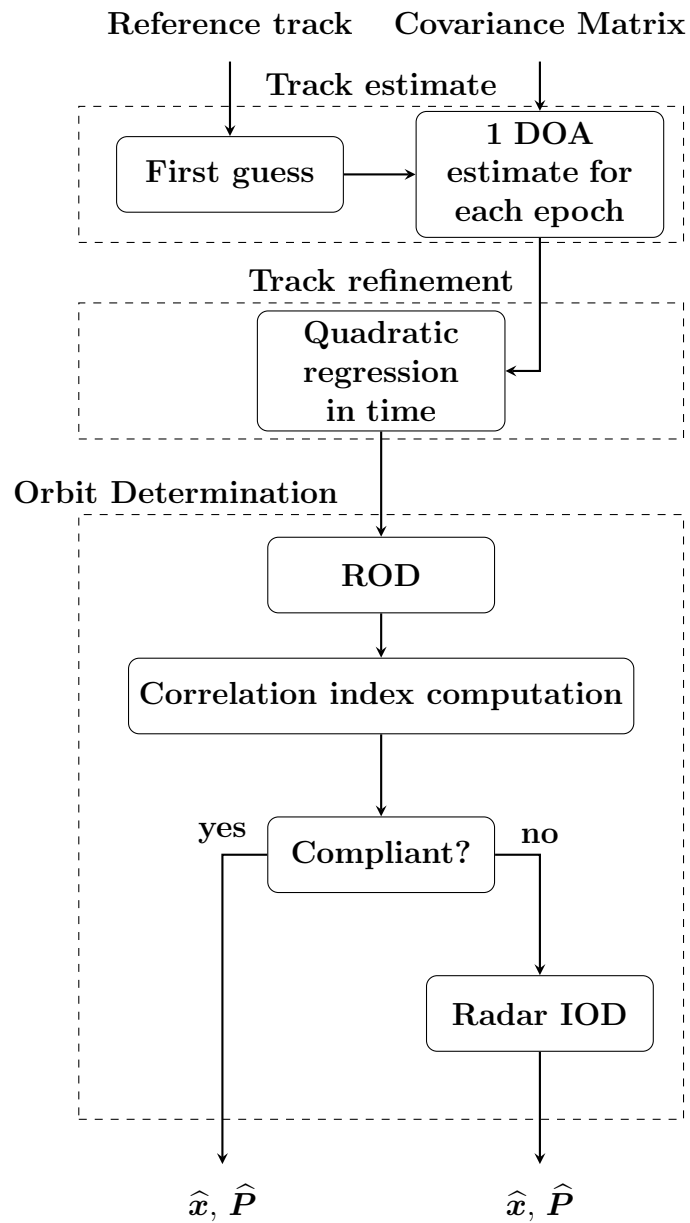 Reference track
Covariance Matrix
Track estimate
First guess
1 DOA
estimate for
each epoch
Track refinement
Quadratic
regression
in time
Orbit Determination
ROD
Correlation index computation
yes
Compliant?
no
Radar IOD
x̂, P̂
x̂, P̂